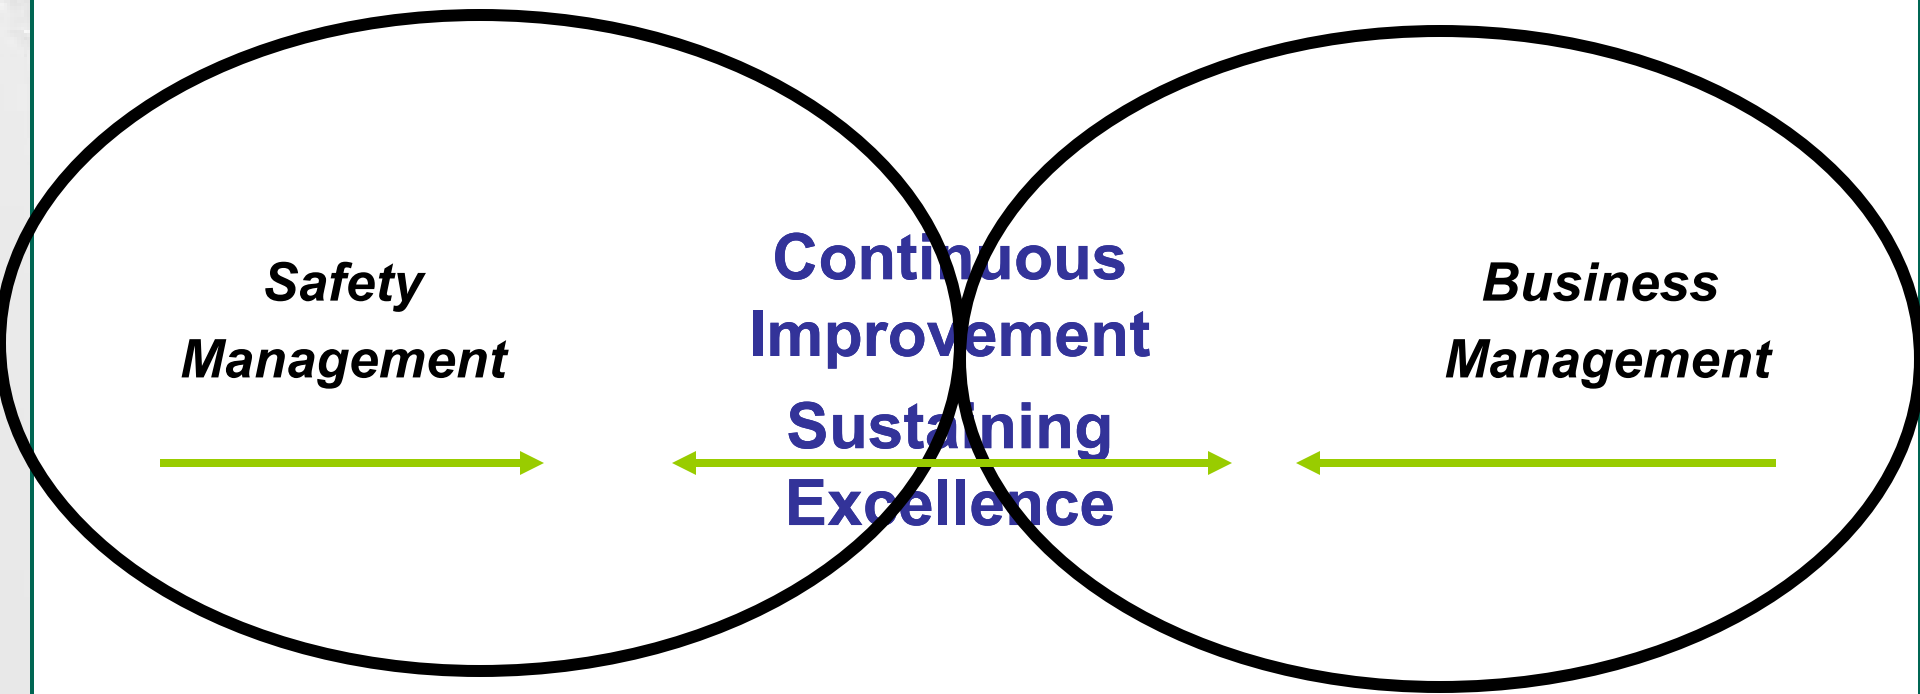 Safety
Management
Continuous
Improvement
Sustaining
Excellence
Business
Management